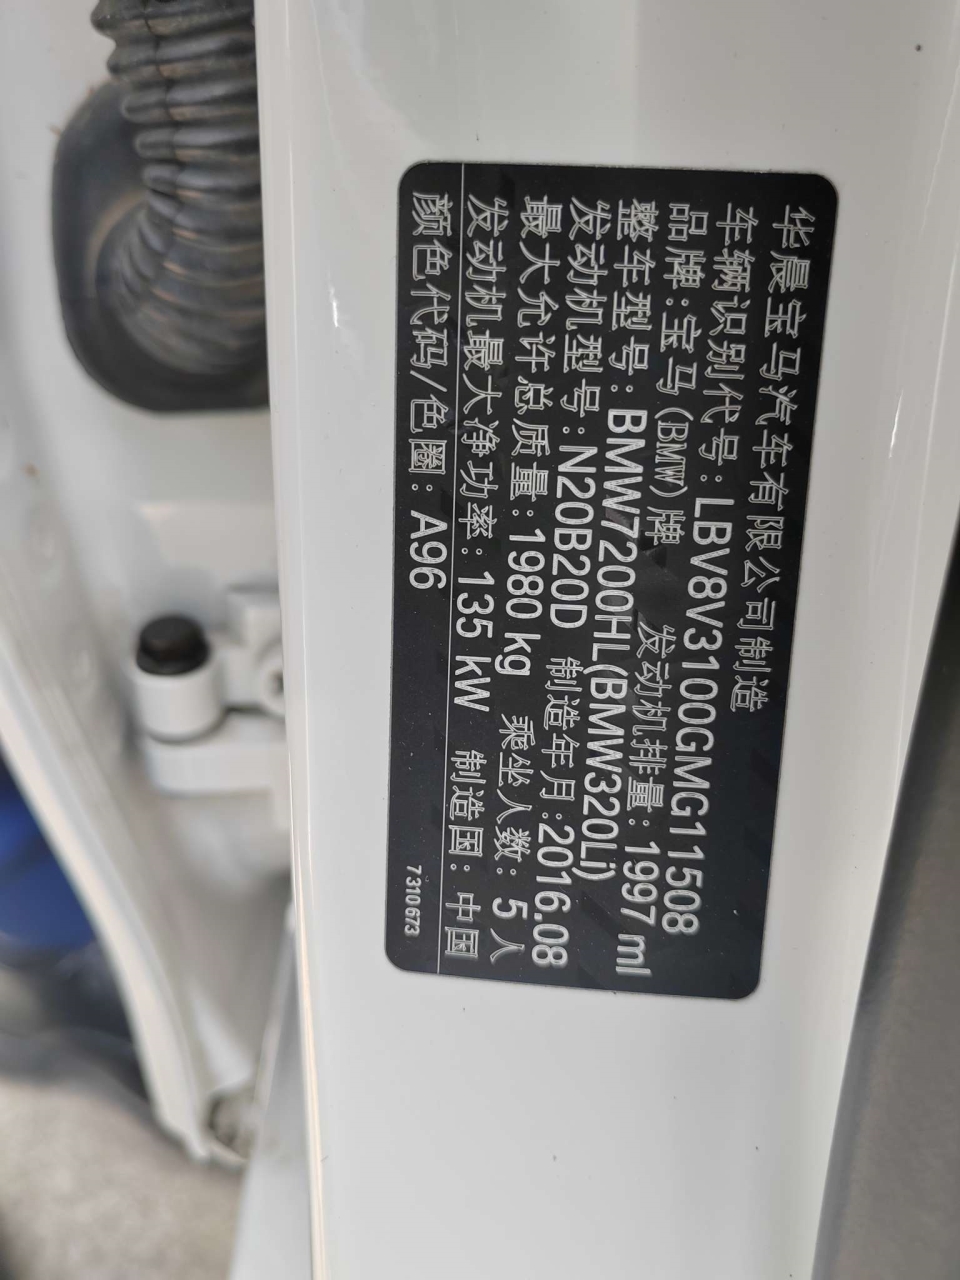 华晨宝马汽车有限公司制造
车辆识别代号:LBV8V3100GMG11508
品牌:宝马(BMW)牌 发动机排量:1997 ml
整车型号:BMW7200HL(BMW320Li)
发动机型号:N20B20D 制造年月:2016.08
最大允许总质量:1980 kg 乘坐人数:5人
发动机最大净功率:135 kW 制造国:中国
颜色代码/色圈:A96 7310673